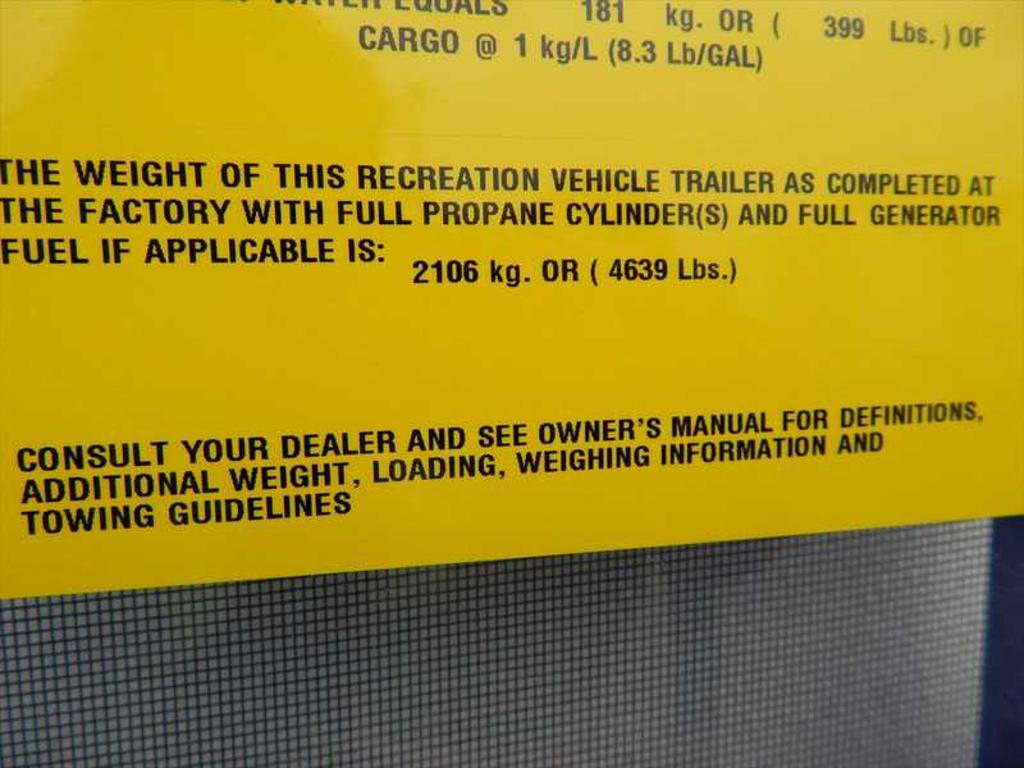 WATER EQUALS 181 kg. OR ( 399 Lbs. ) OF
CARGO @ 1 kg/L (8.3 Lb/GAL)
THE WEIGHT OF THIS RECREATION VEHICLE TRAILER AS COMPLETED AT
THE FACTORY WITH FULL PROPANE CYLINDER(S) AND FULL GENERATOR
FUEL IF APPLICABLE IS:
2106 kg. OR ( 4639 Lbs.)
CONSULT YOUR DEALER AND SEE OWNER'S MANUAL FOR DEFINITIONS,
ADDITIONAL WEIGHT, LOADING, WEIGHING INFORMATION AND
TOWING GUIDELINES